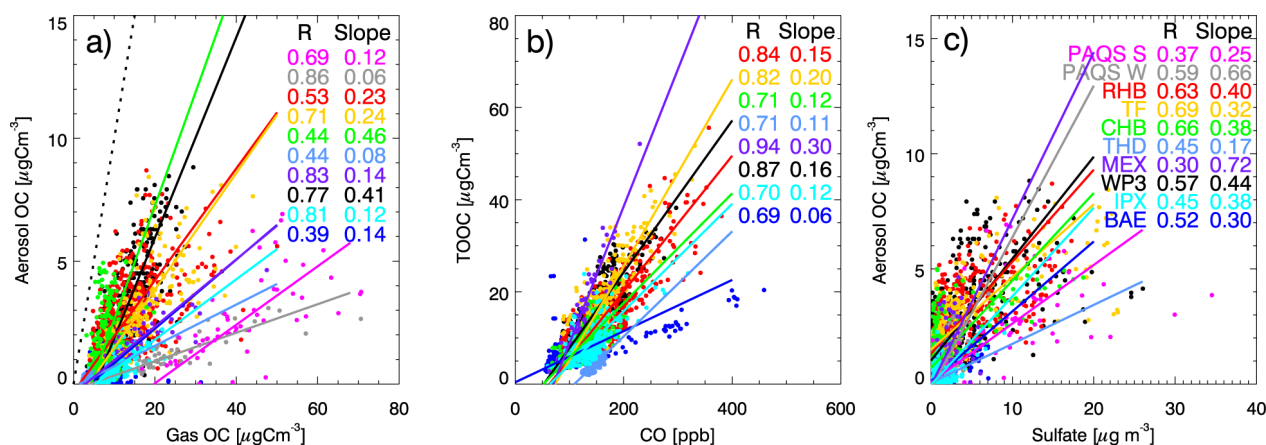 a)
R Slope
0.69 0.12
0.86 0.06
0.53 0.23
0.71 0.24
0.44 0.46
0.44 0.08
0.83 0.14
0.77 0.41
0.81 0.12
0.39 0.14
15
10
5
0
Aerosol OC [μgCm-3]
0 20 40 60 80
Gas OC [μgCm-3]
b)
R Slope
0.84 0.15
0.82 0.20
0.71 0.12
0.71 0.11
0.94 0.30
0.87 0.16
0.70 0.12
0.69 0.06
80
60
40
20
0
TOOC [μgCm-3]
0 200 400 600
CO [ppb]
c)
R Slope
PAQS S 0.37 0.25
PAQS W 0.59 0.66
RHB 0.63 0.40
TF 0.69 0.32
CHB 0.66 0.38
THD 0.45 0.17
MEX 0.30 0.72
WP3 0.57 0.44
IPX 0.45 0.38
BAE 0.52 0.30
15
10
5
0
Aerosol OC [μgCm-3]
0 10 20 30 40
Sulfate [μg m-3]